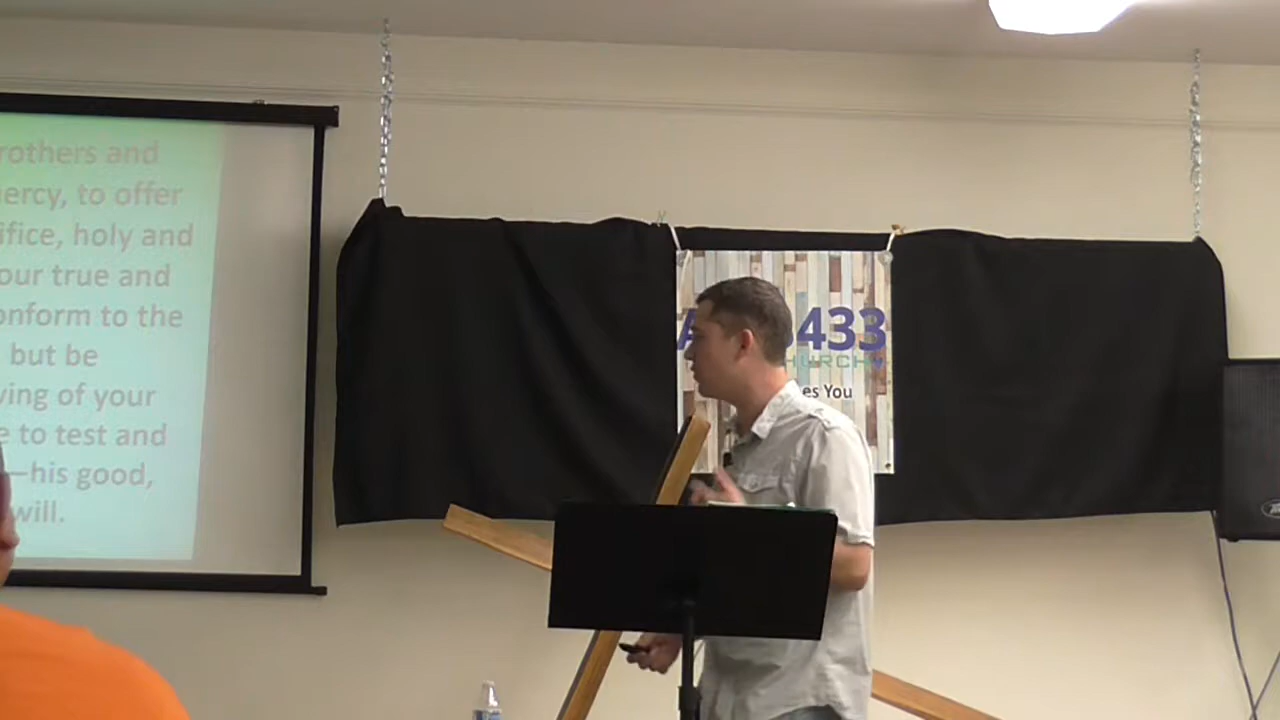 rothers and
ercy, to offer
ifice, holy and
our true and
onform to the
but be
ving of your
e to test and
—his good,
will.
433
HURCH
es You